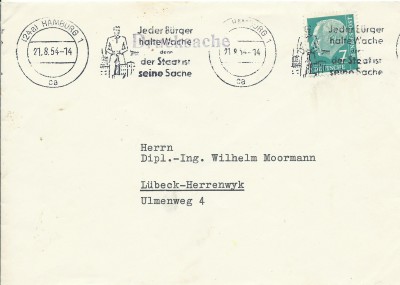 (24a) HAMBURG 1
21.8.54-14
ca
Jeder Bürger
halte Wache
denn
der Staat ist
seine Sache
Drucksache
HAMBURG 1
21.8.54-14
ca
Jeder Bürger
halte Wache
der Staat ist
seine Sache
Herrn
Dipl.-Ing. Wilhelm Moormann
Lübeck-Herrenwyk
Ulmenweg 4